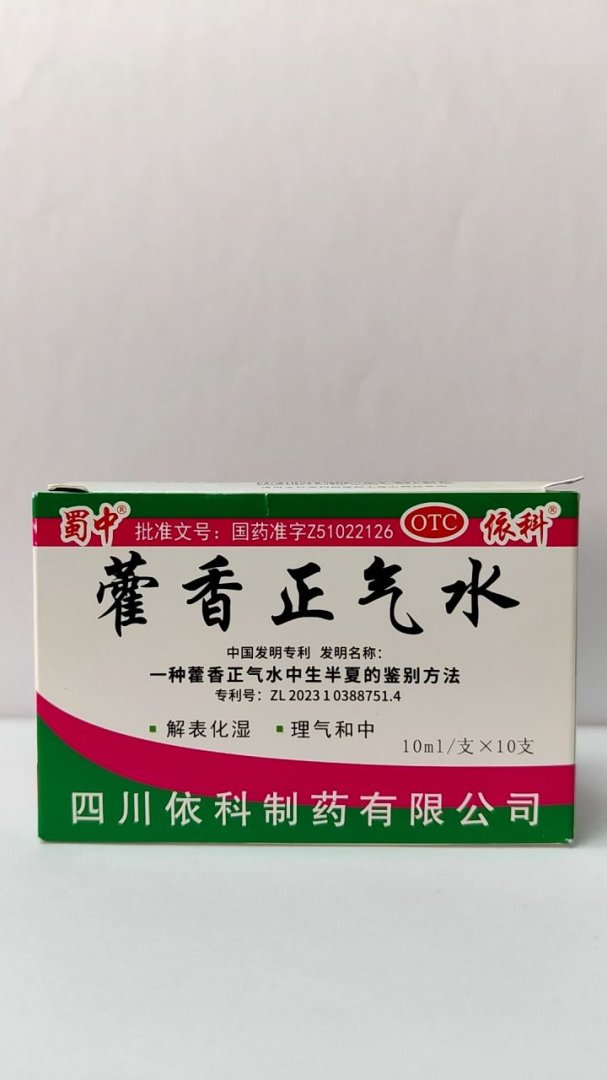 蜀中® 批准文号：国药准字Z51022126 OTC 依科®
藿香正气水
中国发明专利 发明名称：
一种藿香正气水中生半夏的鉴别方法
专利号：ZL 2023 1 0388751.4
▪解表化湿 ▪理气和中
10ml/支×10支
四川依科制药有限公司